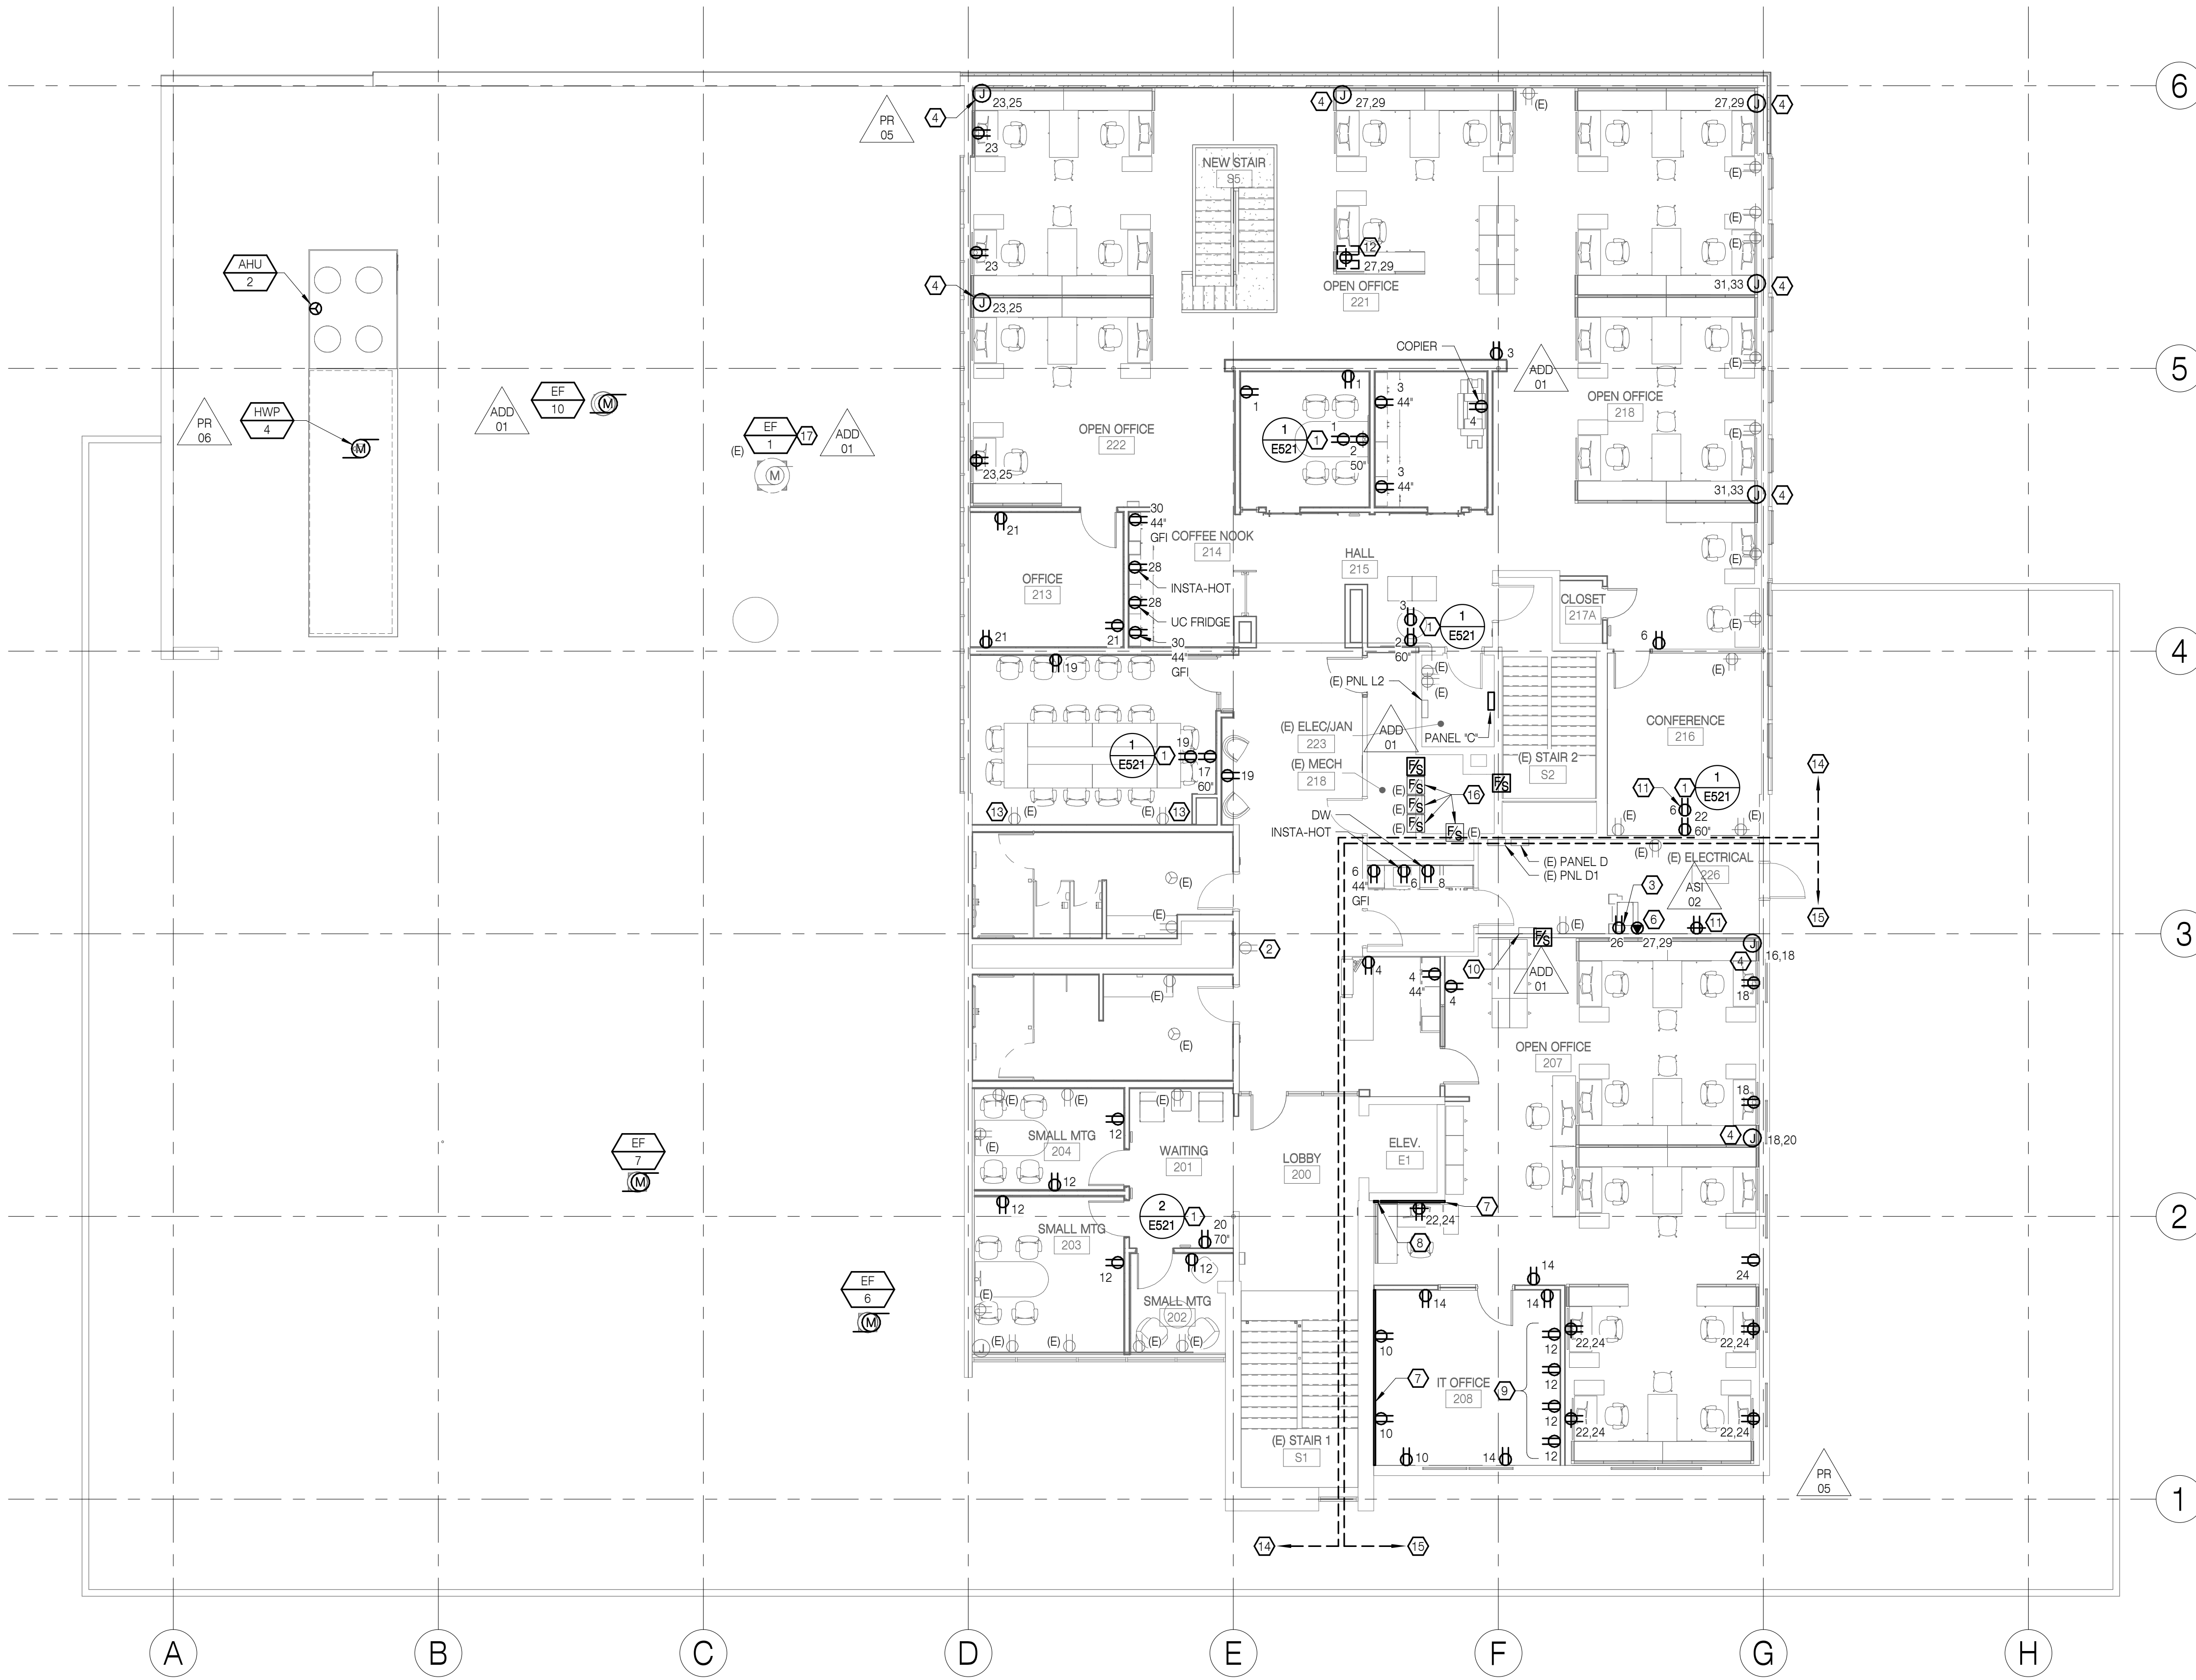 6
J
23,25
4
PR
05
23
4
J
27,29
(E)
27,29
J
4
NEW STAIR
S5
(E)
(E)
(E)
23
12
27,29
AHU
2
4
J
23,25
OPEN OFFICE
221
31,33
J
4
COPIER
3
(E)
5
ADD
01
1
1
3
44"
4
OPEN OFFICE
218
PR
06
HWP
4
M
ADD
01
EF
10
M
(E)
EF
1
17
ADD
01
M
OPEN OFFICE
222
1
E521
1
1
2
50"
(E)
23,25
3
44"
(E)
31,33
J
4
21
30
44"
GFI
COFFEE NOOK
214
HALL
215
(E)
OFFICE
213
28
INSTA-HOT
28
UC FRIDGE
CLOSET
217A
3
1
1
E521
2
60"
(E)
6
21
21
30
44"
GFI
4
19
(E)
(E)
(E)
(E) PNL L2
PANEL "C"
(E) ELEC/JAN
223
ADD
01
CONFERENCE
216
1
E521
1
19
17
60"
19
(E) MECH
218
(E) STAIR 2
S2
F/S
F/S
(E)
F/S
(E)
F/S
(E)
F/S
F/S
(E)
16
14
11
1
1
E521
6
22
60"
(E)
(E)
13
(E)
(E)
13
DW
INSTA-HOT
(E) PANEL D
(E) PNL D1
(E)
(E) ELECTRICAL
226
ASI
02
6
44"
GFI
6
8
3
(E)
(E)
15
(E)
6
11
26
27,29
2
3
10
F/S
ADD
01
J
16,18
4
4
4
44"
4
18
(E)
(E)
OPEN OFFICE
207
(E)
(E)
(E)
12
SMALL MTG
204
(E)
WAITING
201
LOBBY
200
ELEV.
E1
18
4
J
18,20
EF
7
M
12
12
7
22,24
8
2
2
E521
1
20
70"
SMALL MTG
203
12
12
24
14
EF
6
M
(E)
SMALL MTG
202
14
14
22,24
22,24
10
12
J
(E)
(E)
(E)
(E)
12
7
IT OFFICE
208
9
12
10
22,24
22,24
(E) STAIR 1
S1
10
14
12
PR
05
1
14
15
A
B
C
D
E
F
G
H